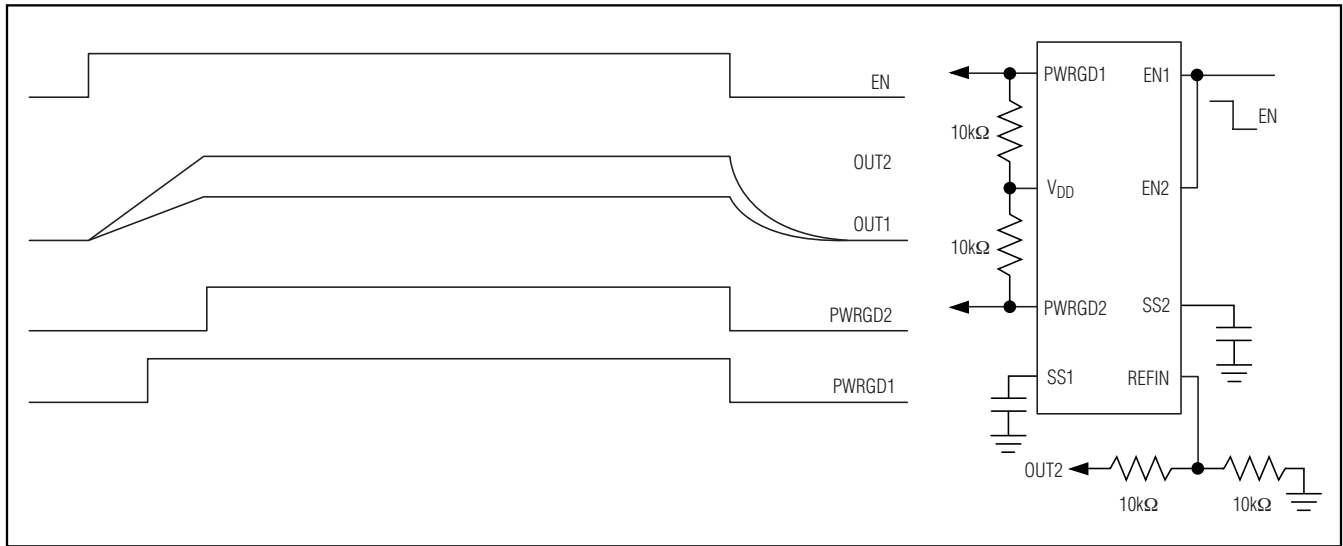 EN
OUT2
OUT1
PWRGD2
PWRGD1
PWRGD1
EN1
10kΩ
EN
VDD
EN2
10kΩ
PWRGD2
SS2
SS1
REFIN
OUT2
10kΩ
10kΩ